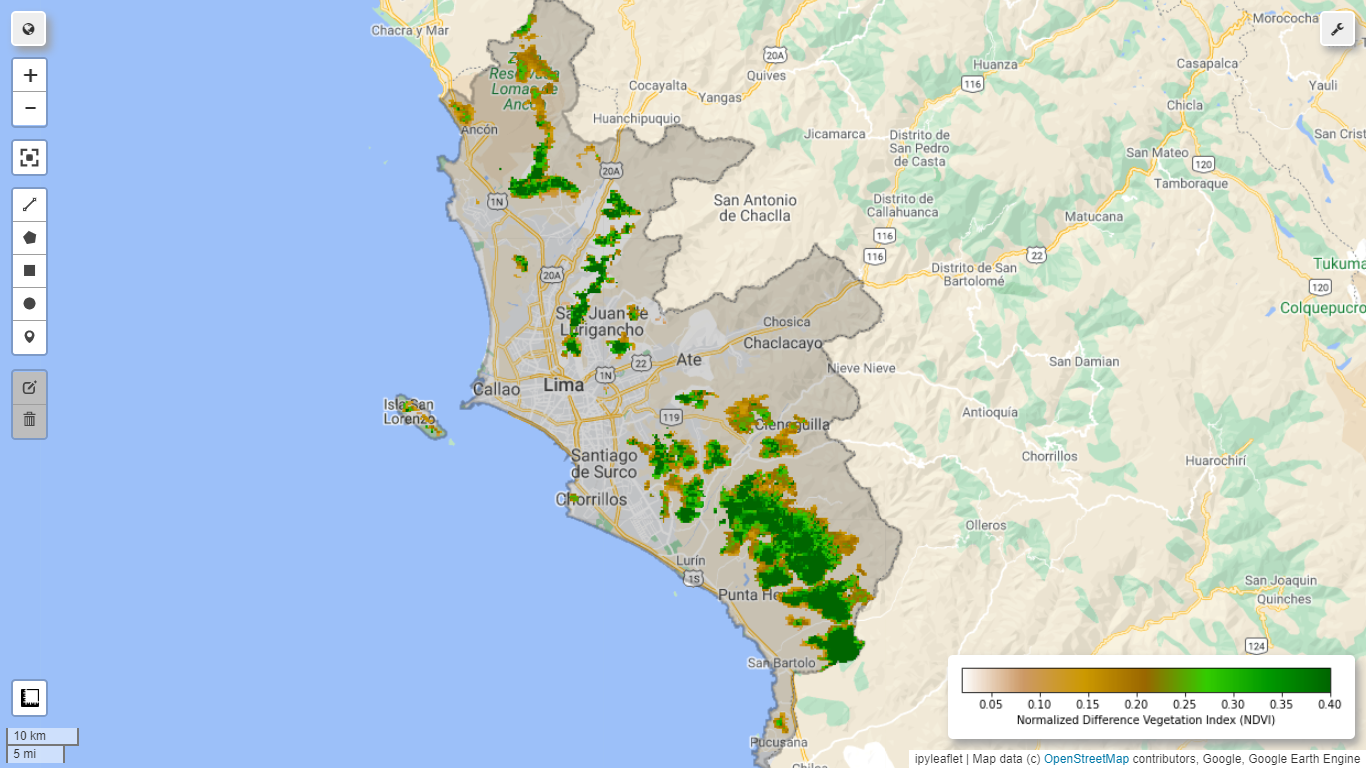 Chacra y Mar
Morococha
20A
Quives
Huanza
Casapalca
116
Cocayalta
Yangas
Yauli
Chicla
Reserva
Lomas de
Ancón
Huanchipuquio
Ancón
Jicamarca
Distrito de
San Pedro
de Casta
San Crist
San Mateo
120
Tamboraque
20A
1N
San Antonio
de Chaclla
Distrito de
Callahuanca
Matucana
116
116
22
Tukuma
20A
Distrito de San
Bartolomé
120
Colquepucro
San Juan de
Lurigancho
Chosica
Chaclacayo
Ate
22
1N
San Damian
Nieve Nieve
Lima
Callao
Isla San
Lorenzo
119
Cieneguilla
Antioquía
Santiago
de Surco
Chorrillos
Huarochirí
Chorrillos
Olleros
Lurín
1S
San Joaquin
Quinches
Punta He
124
San Bartolo
Pucusana
Chilca
+
−
10 km
5 mi
0.05 0.10 0.15 0.20 0.25 0.30 0.35 0.40
Normalized Difference Vegetation Index (NDVI)
ipyleaflet | Map data (c) OpenStreetMap contributors, Google, Google Earth Engine